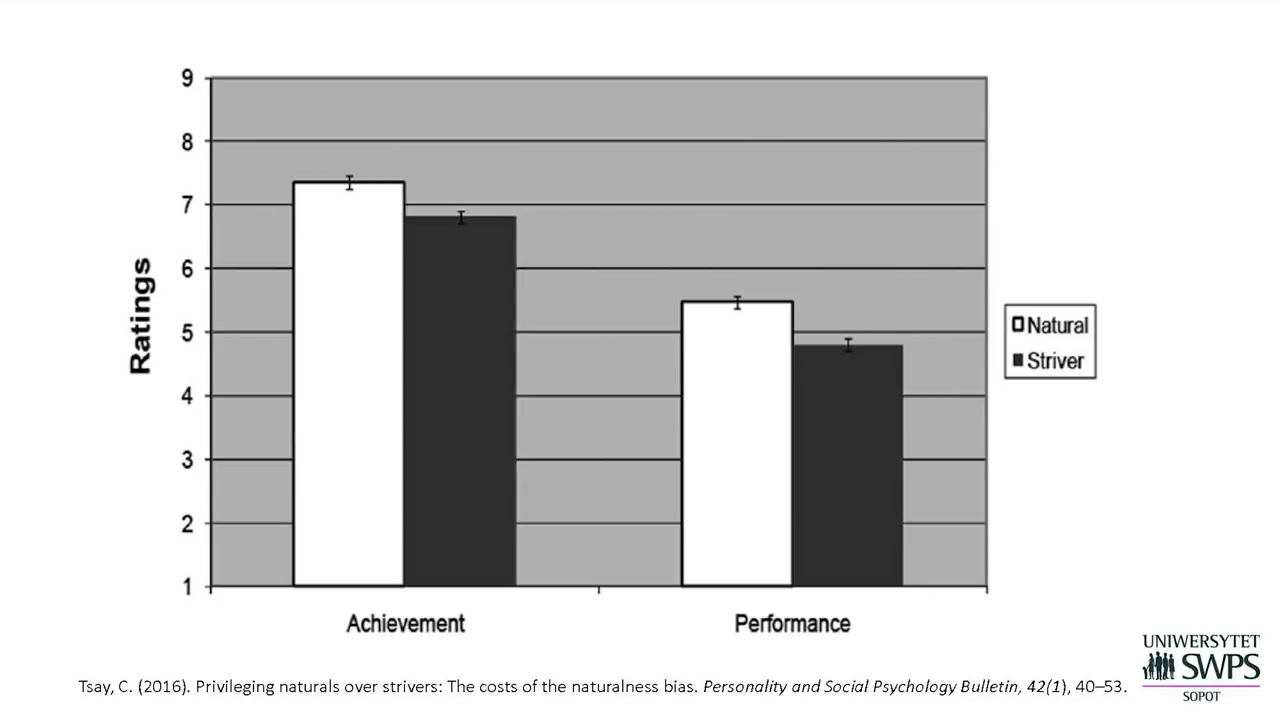 9
8
7
6
5
4
3
2
1
Ratings
Achievement
Performance
Natural
Striver
Tsay, C. (2016). Privileging naturals over strivers: The costs of the naturalness bias. Personality and Social Psychology Bulletin, 42(1), 40–53.
UNIWERSYTET
SWPS
SOPOT